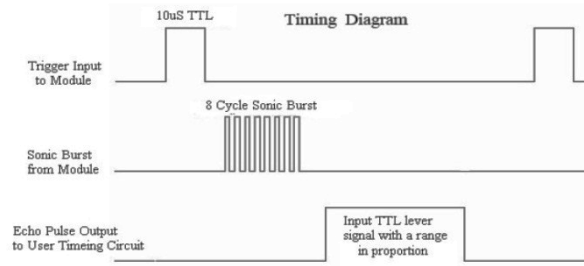 10uS TTL
Timing Diagram
Trigger Input
to Module
8 Cycle Sonic Burst
Sonic Burst
from Module
Echo Pulse Output
to User Timeing Circuit
Input TTL lever
signal with a range
in proportion